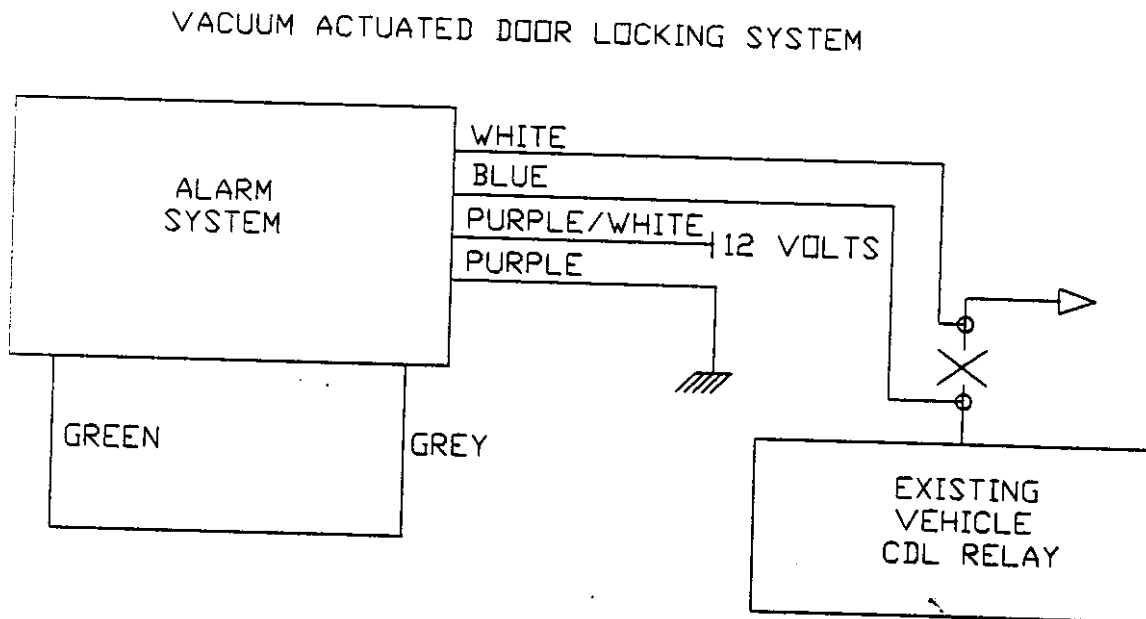 VACUUM ACTUATED DOOR LOCKING SYSTEM
ALARM
SYSTEM
WHITE
BLUE
PURPLE/WHITE
12 VOLTS
PURPLE
GREEN
GREY
EXISTING
VEHICLE
CDL RELAY